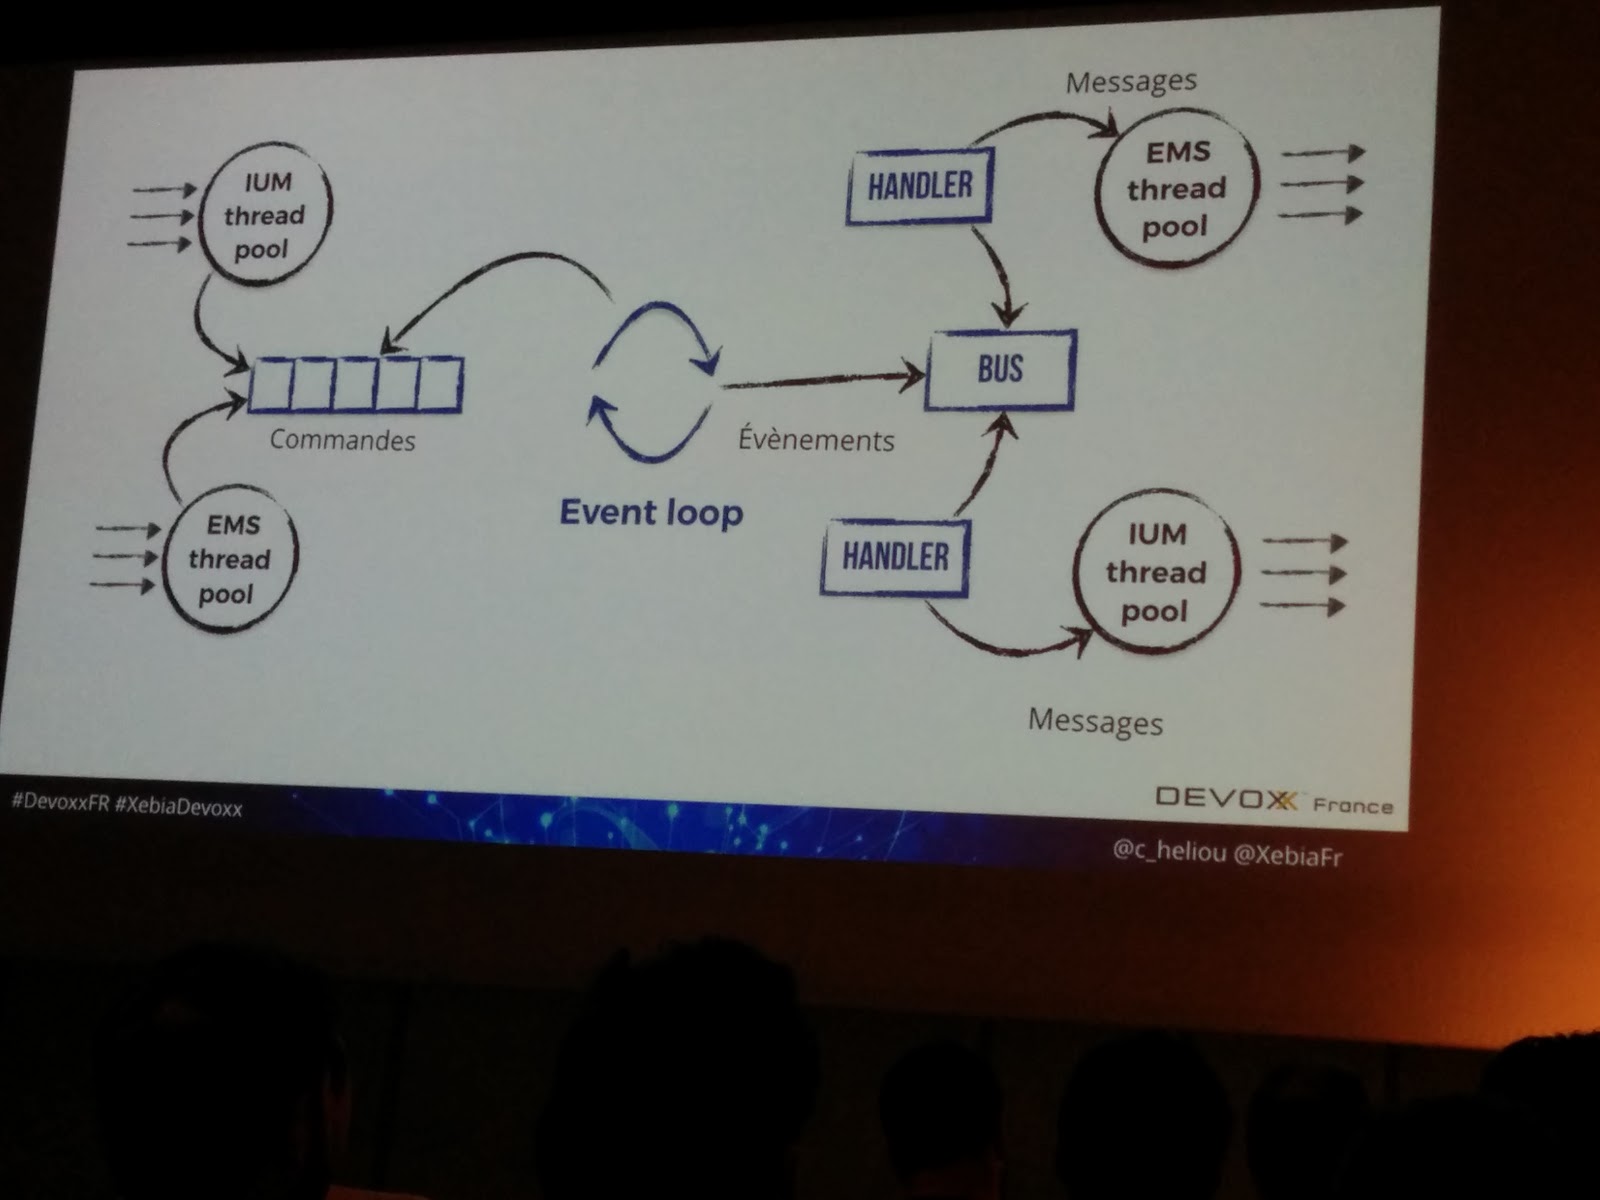 Messages
IUM
thread
pool
HANDLER
EMS
thread
pool
BUS
Commandes
Évènements
Event loop
EMS
thread
pool
HANDLER
IUM
thread
pool
Messages
#DevoxxFR #XebiaDevoxx
DEVOXX France
@c_heliou @XebiaFr